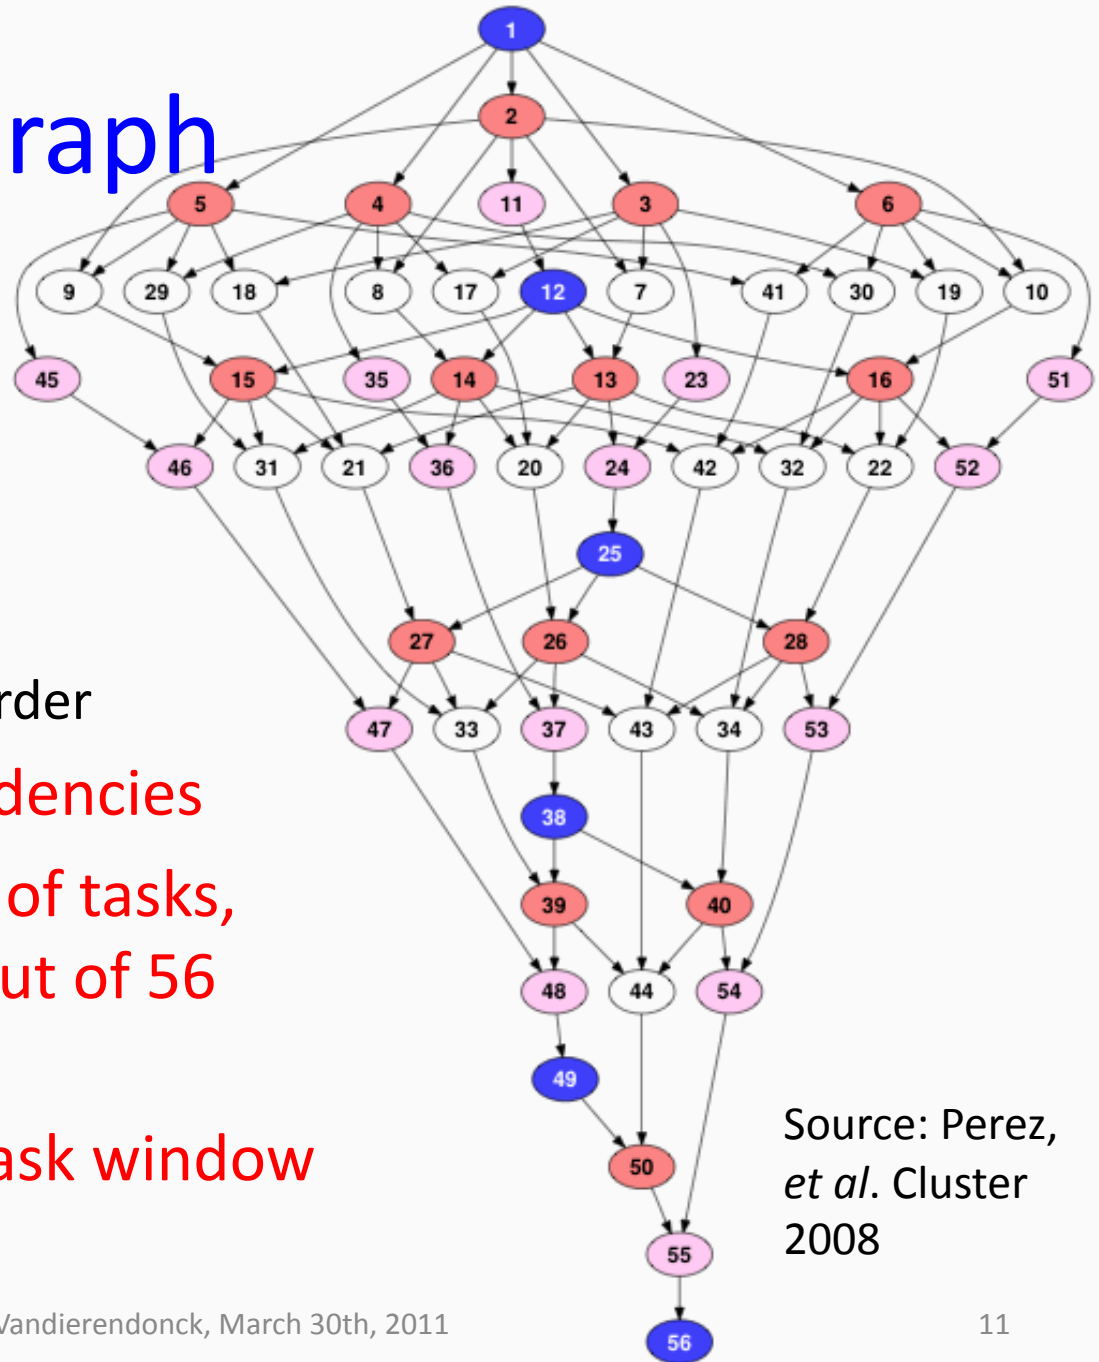 1
raph
2
5 4 11 3 6
9 29 18 8 17 12 7 41 30 19 10
45 15 35 14 13 23 16 51
46 31 21 36 20 24 42 32 22 52
25
27 26 28
rder
47 33 37 43 34 53
dencies
38
of tasks,
39 40
ut of 56
48 44 54
49
ask window
50
Source: Perez,
et al. Cluster
2008
55
Vandierendonck, March 30th, 2011 11
56